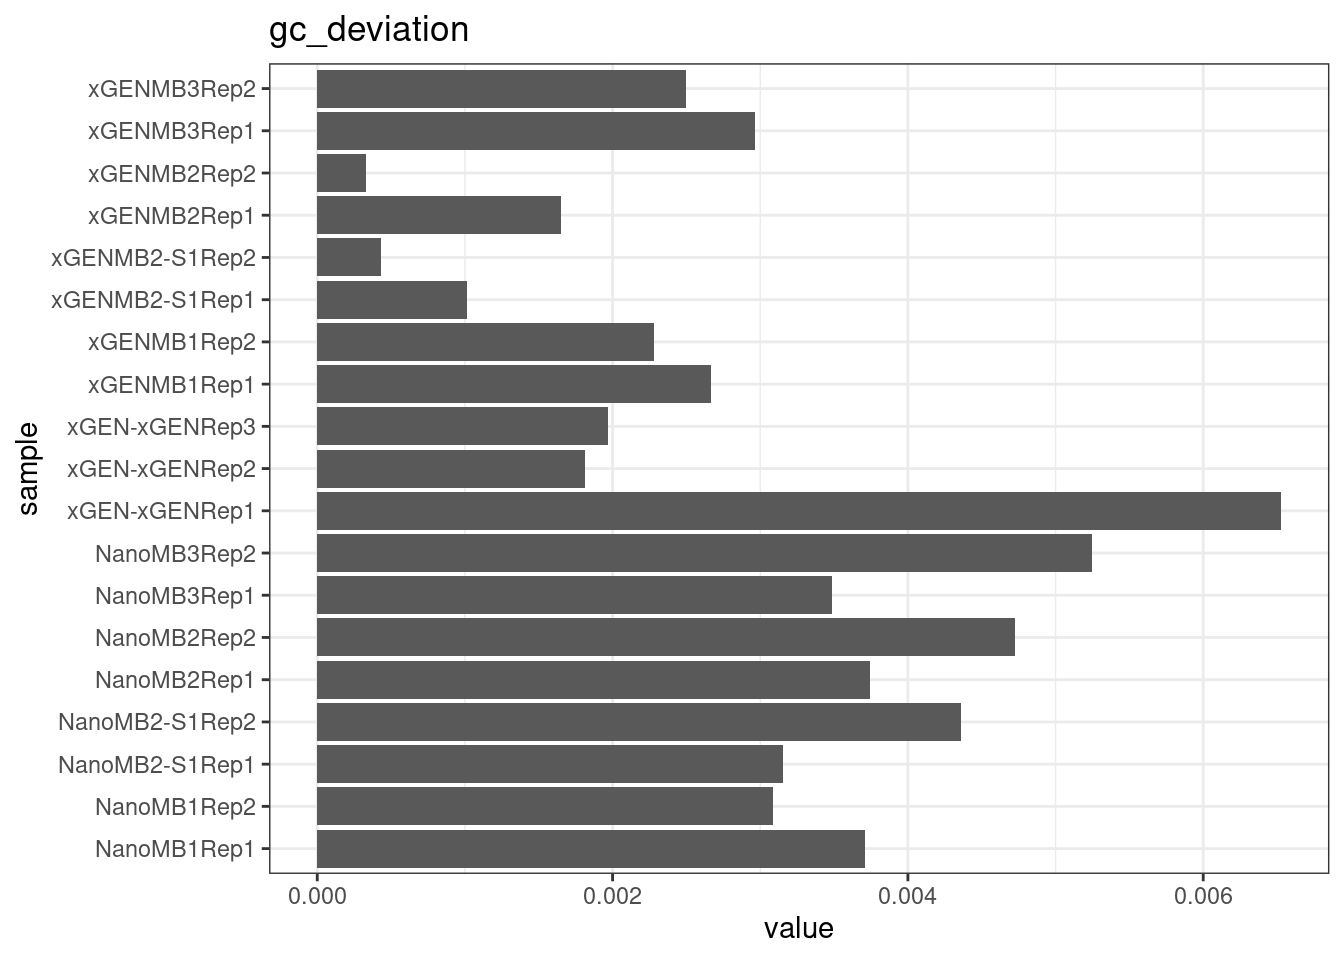 gc_deviation
xGENMB3Rep2
xGENMB3Rep1
xGENMB2Rep2
xGENMB2Rep1
xGENMB2-S1Rep2
xGENMB2-S1Rep1
xGENMB1Rep2
xGENMB1Rep1
xGEN-xGENRep3
xGEN-xGENRep2
xGEN-xGENRep1
NanoMB3Rep2
NanoMB3Rep1
NanoMB2Rep2
NanoMB2Rep1
NanoMB2-S1Rep2
NanoMB2-S1Rep1
NanoMB1Rep2
NanoMB1Rep1
sample
0.000 0.002 0.004 0.006
value